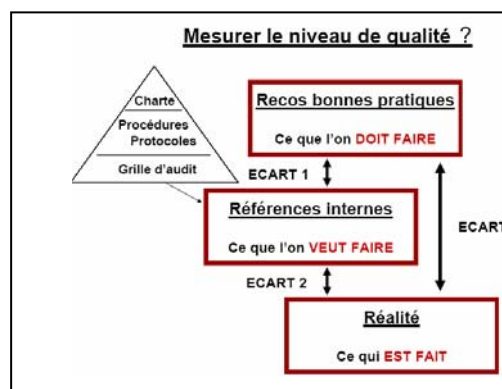 Mesurer le niveau de qualité ?
Charte
Procédures
Protocoles
Grille d'audit
Recos bonnes pratiques
Ce que l'on DOIT FAIRE
ECART 1
Références internes
Ce que l'on VEUT FAIRE
ECART
ECART 2
Réalité
Ce qui EST FAIT